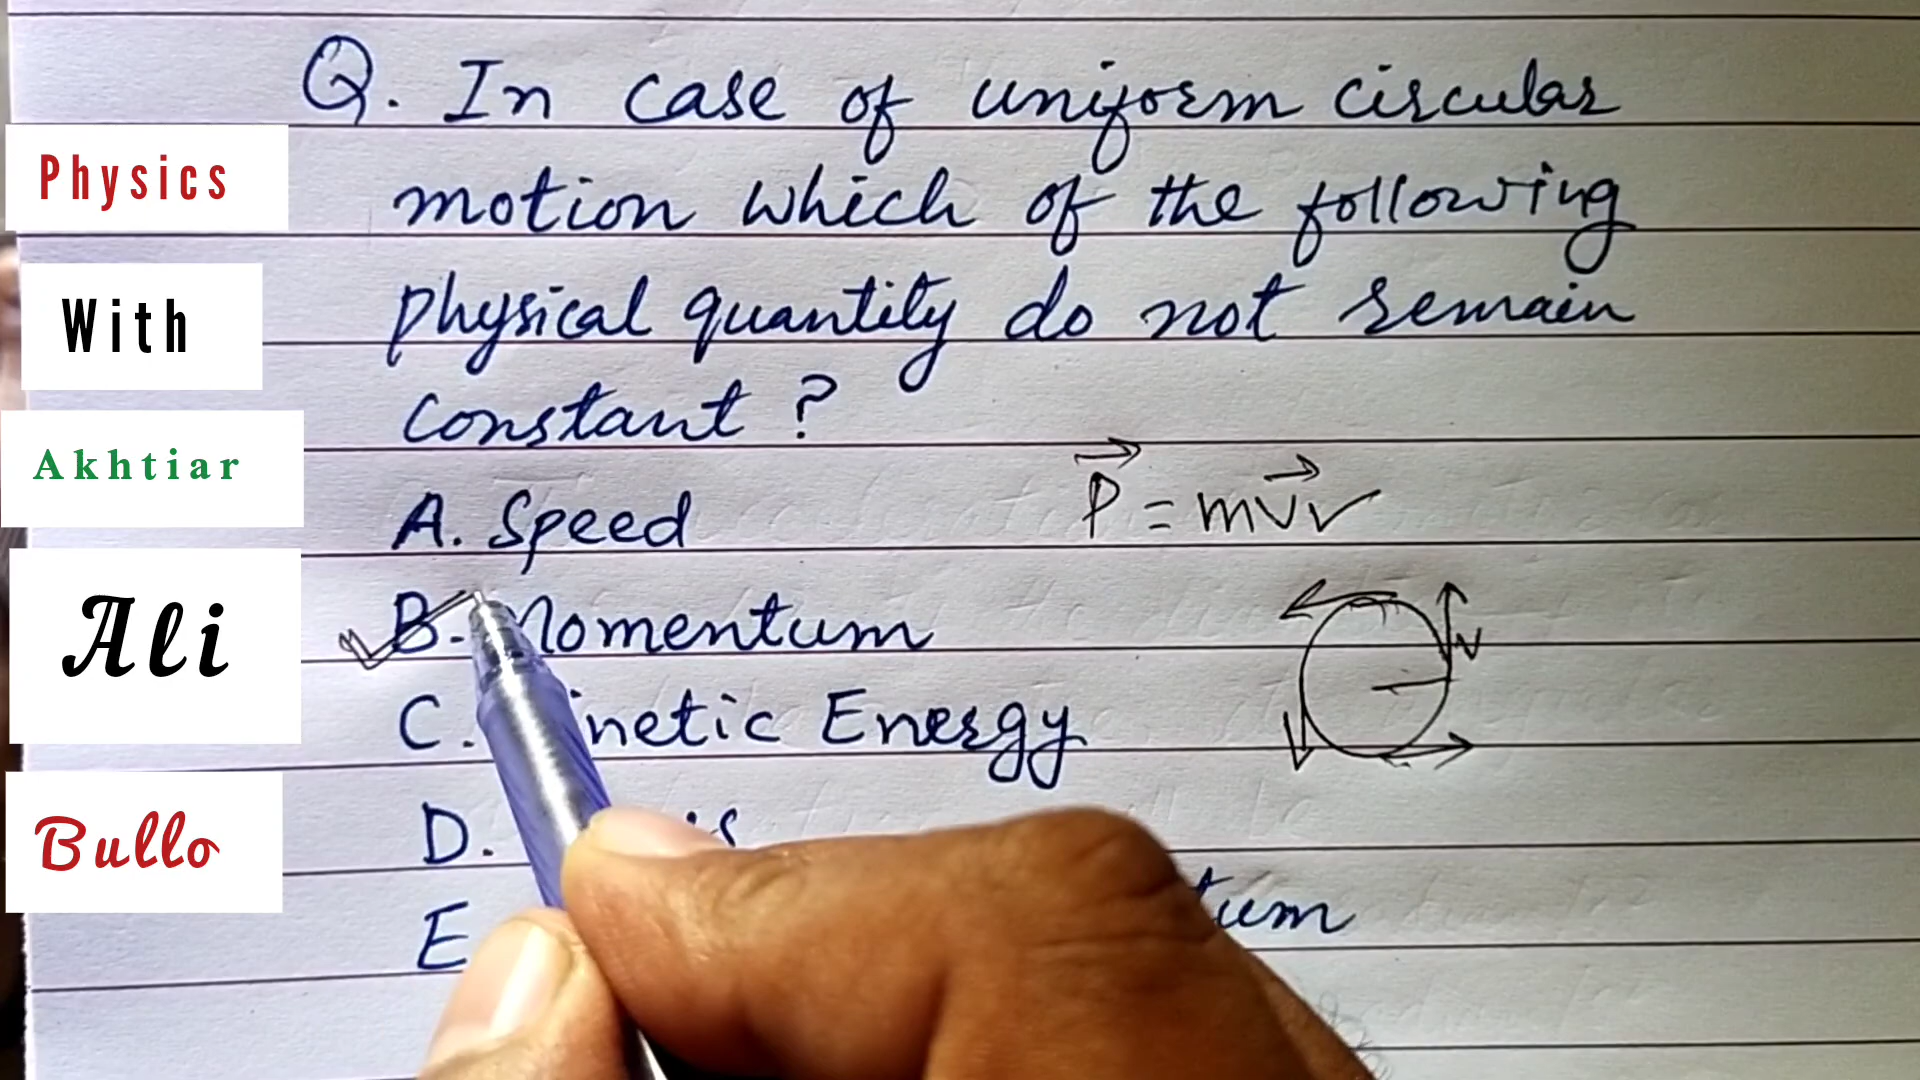 Q. In case of uniform circular
motion which of the following
physical quantity do not remain
constant?
A. Speed
B. Momentum
C. Kinetic Energy
D.
E
P = mv
v
Physics
With
Akhtiar
Ali
Bullo